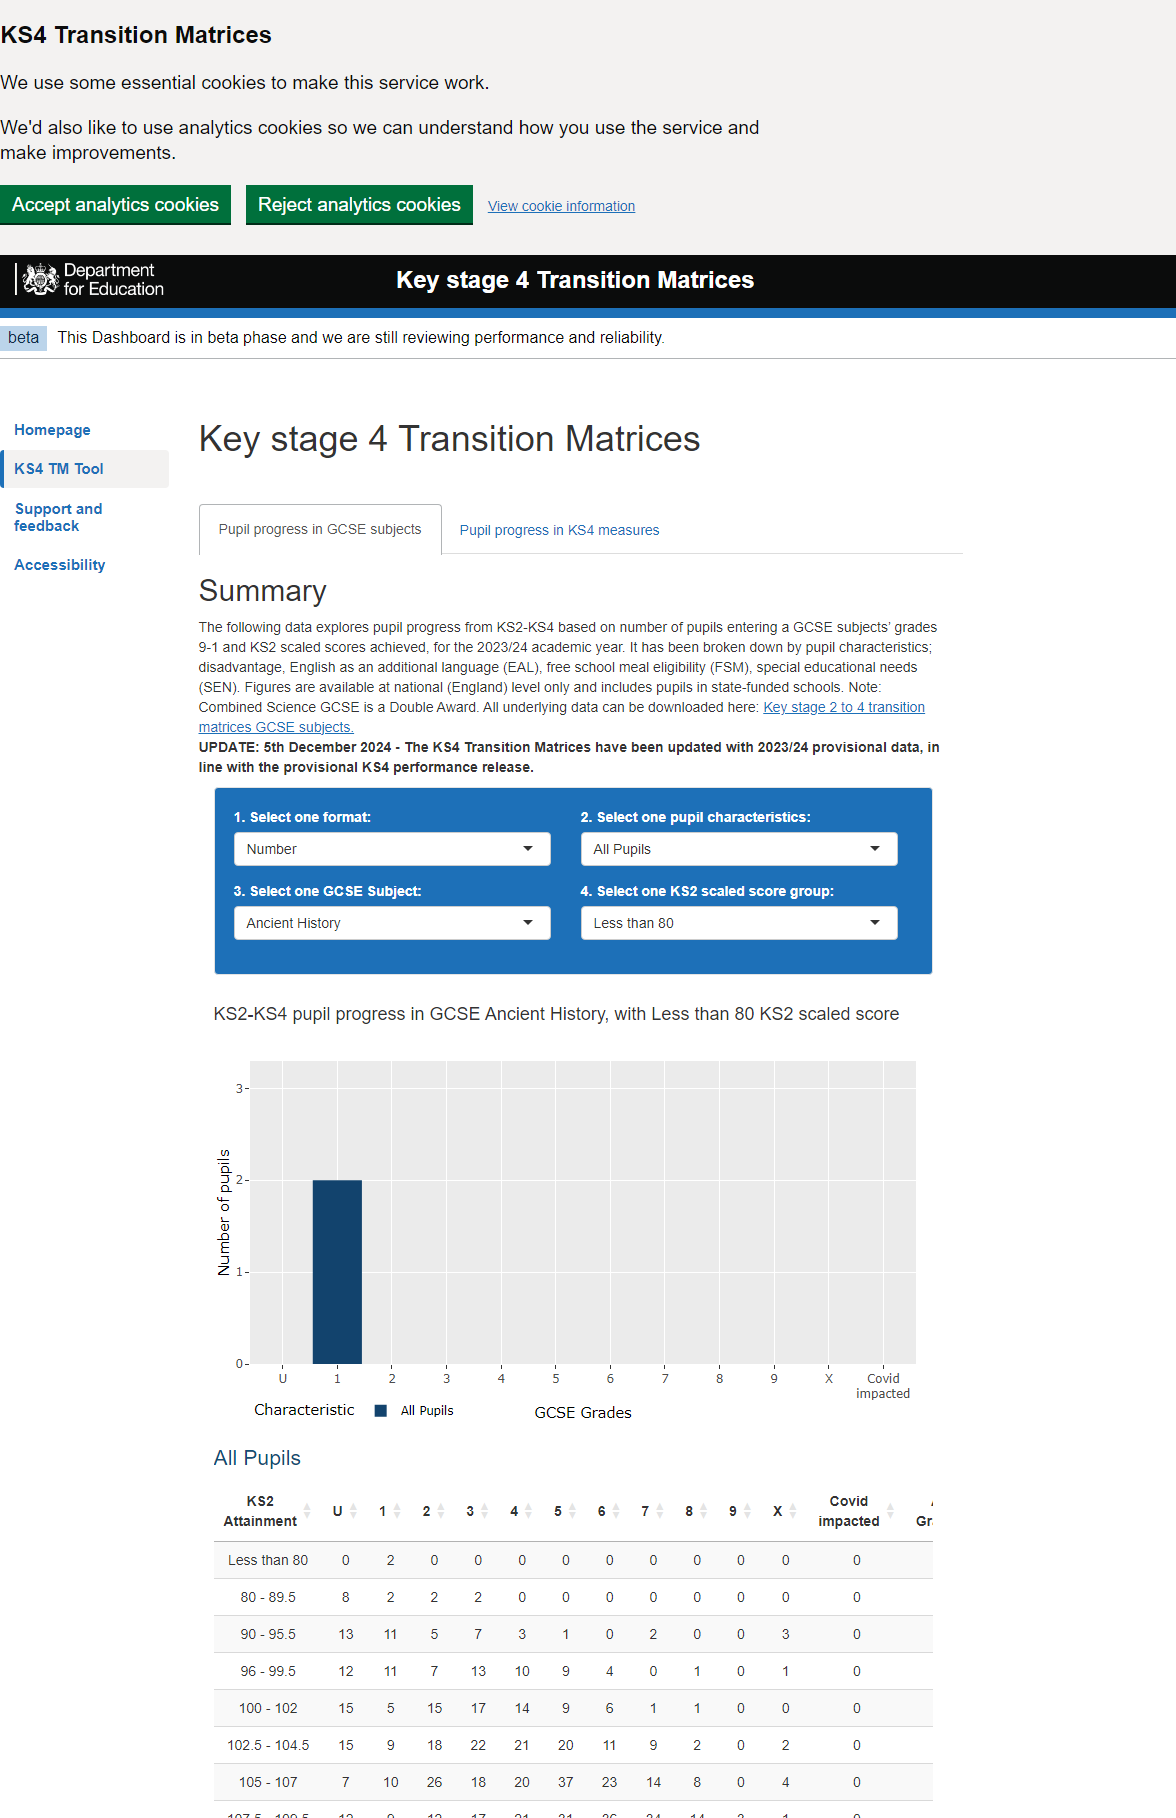 KS4 Transition Matrices
We use some essential cookies to make this service work.
We'd also like to use analytics cookies so we can understand how you use the service and
make improvements.
Accept analytics cookies Reject analytics cookies View cookie information
Department
for Education
Key stage 4 Transition Matrices
beta This Dashboard is in beta phase and we are still reviewing performance and reliability.
Homepage
KS4 TM Tool
Support and
feedback
Accessibility
Key stage 4 Transition Matrices
Pupil progress in GCSE subjects Pupil progress in KS4 measures
Summary
The following data explores pupil progress from KS2-KS4 based on number of pupils entering a GCSE subjects' grades
9-1 and KS2 scaled scores achieved, for the 2023/24 academic year. It has been broken down by pupil characteristics;
disadvantage, English as an additional language (EAL), free school meal eligibility (FSM), special educational needs
(SEN). Figures are available at national (England) level only and includes pupils in state-funded schools. Note:
Combined Science GCSE is a Double Award. All underlying data can be downloaded here: Key stage 2 to 4 transition
matrices GCSE subjects.
UPDATE: 5th December 2024 - The KS4 Transition Matrices have been updated with 2023/24 provisional data, in
line with the provisional KS4 performance release.
1. Select one format: 2. Select one pupil characteristics:
Number All Pupils
3. Select one GCSE Subject: 4. Select one KS2 scaled score group:
Ancient History Less than 80
KS2-KS4 pupil progress in GCSE Ancient History, with Less than 80 KS2 scaled score
3
2
1
0
Number of pupils
U 1 2 3 4 5 6 7 8 9 X Covid
impacted
Characteristic All Pupils GCSE Grades
All Pupils
KS2
Attainment U 1 2 3 4 5 6 7 8 9 X Covid
impacted
Less than 80 0 2 0 0 0 0 0 0 0 0 0 0
80 - 89.5 8 2 2 2 0 0 0 0 0 0 0 0
90 - 95.5 13 11 5 7 3 1 0 2 0 0 3 0
96 - 99.5 12 11 7 13 10 9 4 0 1 0 1 0
100 - 102 15 5 15 17 14 9 6 1 1 0 0 0
102.5 - 104.5 15 9 18 22 21 20 11 9 2 0 2 0
105 - 107 7 10 26 18 20 37 23 14 8 0 4 0